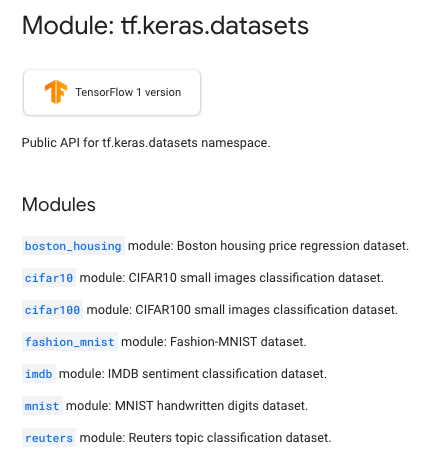 Module: tf.keras.datasets
TensorFlow 1 version
Public API for tf.keras.datasets namespace.
Modules
boston_housing module: Boston housing price regression dataset.
cifar10 module: CIFAR10 small images classification dataset.
cifar100 module: CIFAR100 small images classification dataset.
fashion_mnist module: Fashion-MNIST dataset.
imdb module: IMDB sentiment classification dataset.
mnist module: MNIST handwritten digits dataset.
reuters module: Reuters topic classification dataset.